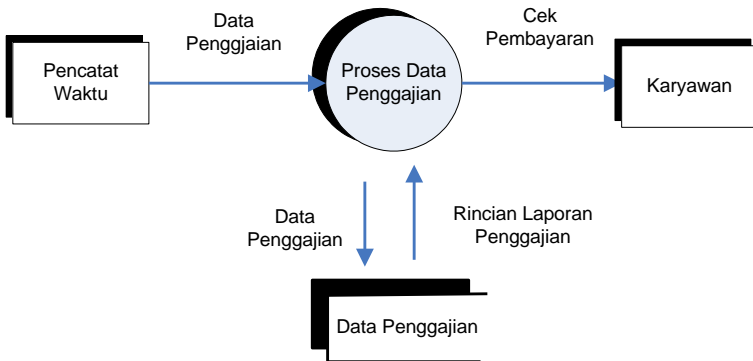 Data
Penggjaian
Cek
Pembayaran
Pencatat
Waktu
Proses Data
Penggajian
Karyawan
Data
Penggajian
Rincian Laporan
Penggajian
Data Penggajian